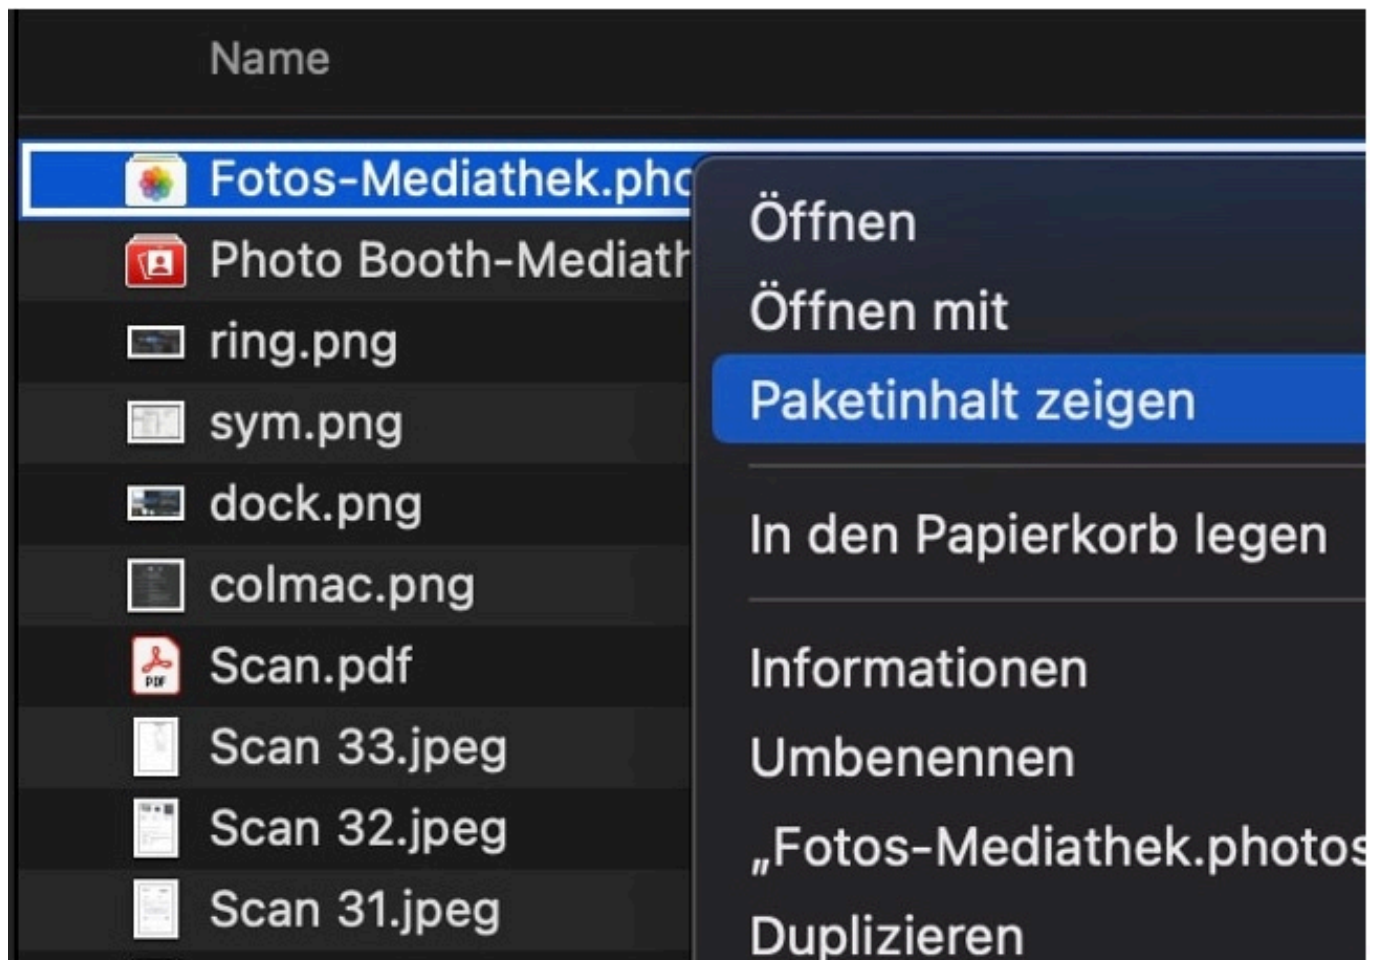 Name
Fotos-Mediathek.pho
Photo Booth-Mediath
ring.png
sym.png
dock.png
colmac.png
Scan.pdf
Scan 33.jpeg
Scan 32.jpeg
Scan 31.jpeg
Öffnen
Öffnen mit
Paketinhalt zeigen
In den Papierkorb legen
Informationen
Umbenennen
„Fotos-Mediathek.photos
Duplizieren
PDF